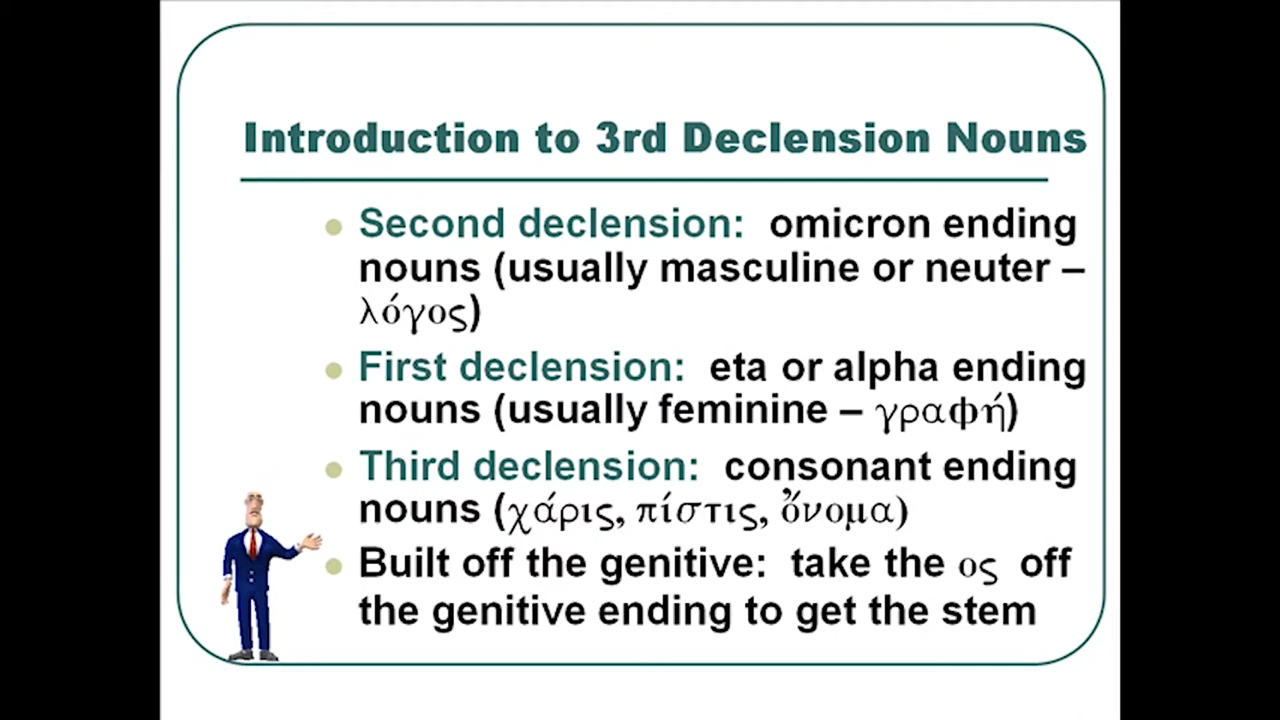 Introduction to 3rd Declension Nouns
Second declension: omicron ending
nouns (usually masculine or neuter –
λόγος)
First declension: eta or alpha ending
nouns (usually feminine – γραφή)
Third declension: consonant ending
nouns (χάρις, πίστις, ὄνομα)
Built off the genitive: take the ος off
the genitive ending to get the stem